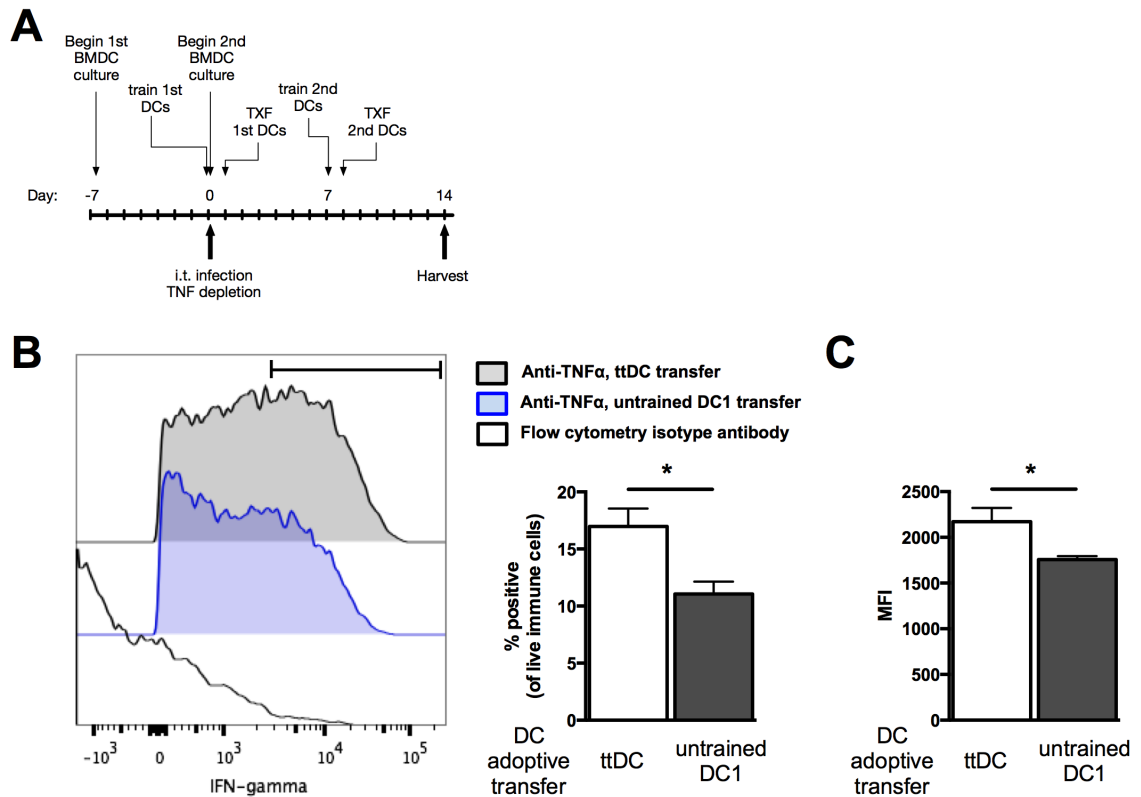 A
Begin 1st
BMDC
culture
Begin 2nd
BMDC
culture
train 1st
DCs
TXF
1st DCs
train 2nd
DCs
TXF
2nd DCs
Day:
-7
0
7
14
i.t. infection
TNF depletion
Harvest
B
Anti-TNFα, ttDC transfer
Anti-TNFα, untrained DC1 transfer
Flow cytometry isotype antibody
-10³
0
10³
10⁴
10⁵
IFN-gamma
*
20
15
10
5
0
% positive
(of live immune cells)
DC
adoptive
transfer
ttDC
untrained
DC1
C
*
2500
2000
1500
1000
500
0
MFI
DC
adoptive
transfer
ttDC
untrained
DC1